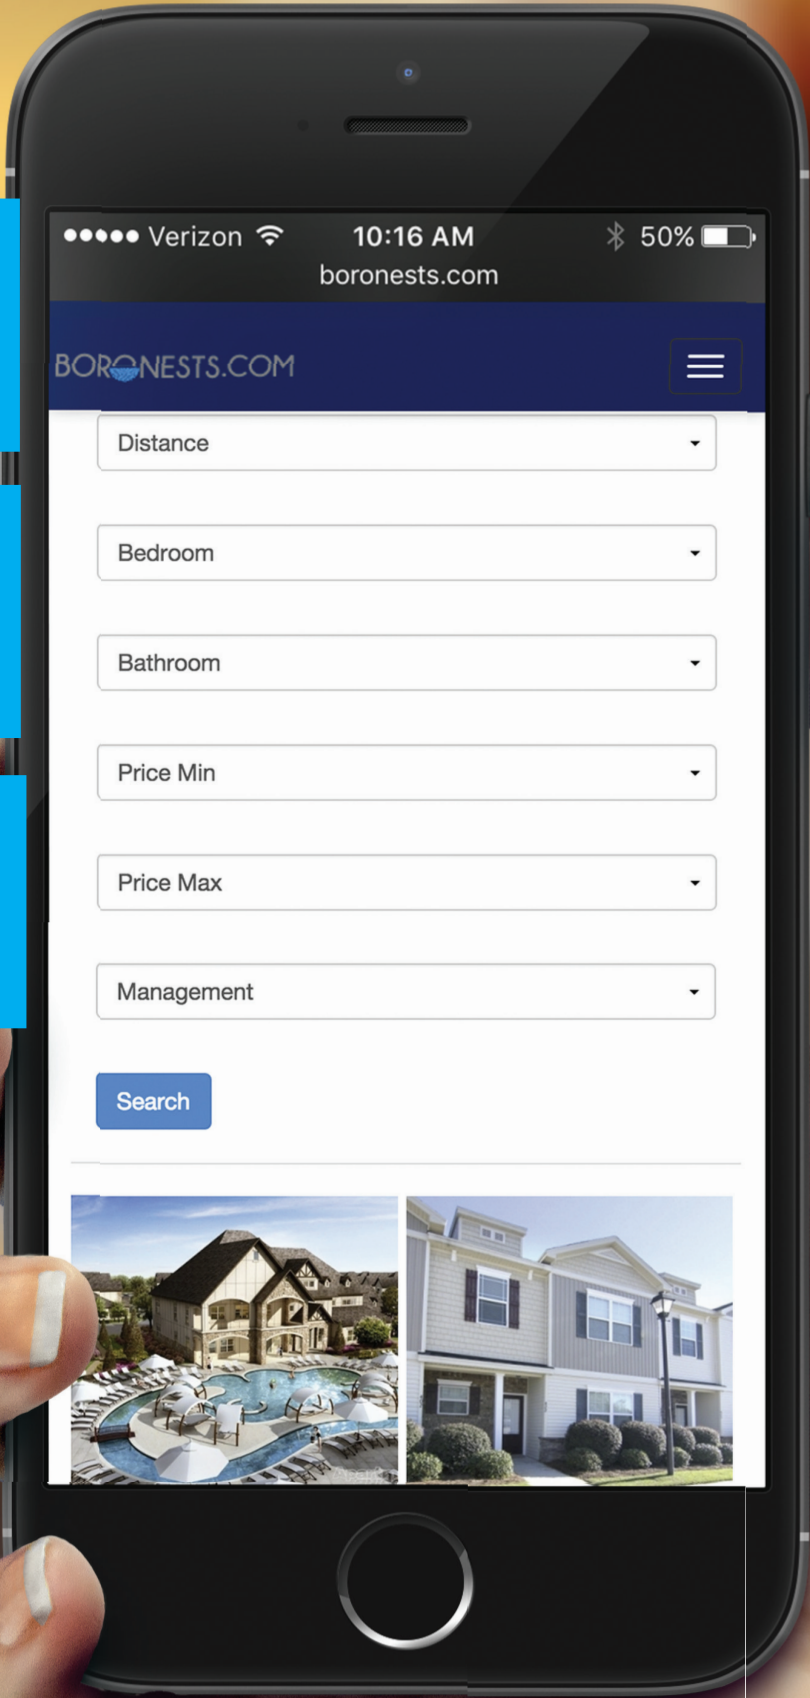 Verizon 10:16 AM 50%
boronests.com
BORONESTS.COM
Distance
Bedroom
Bathroom
Price Min
Price Max
Management
Search